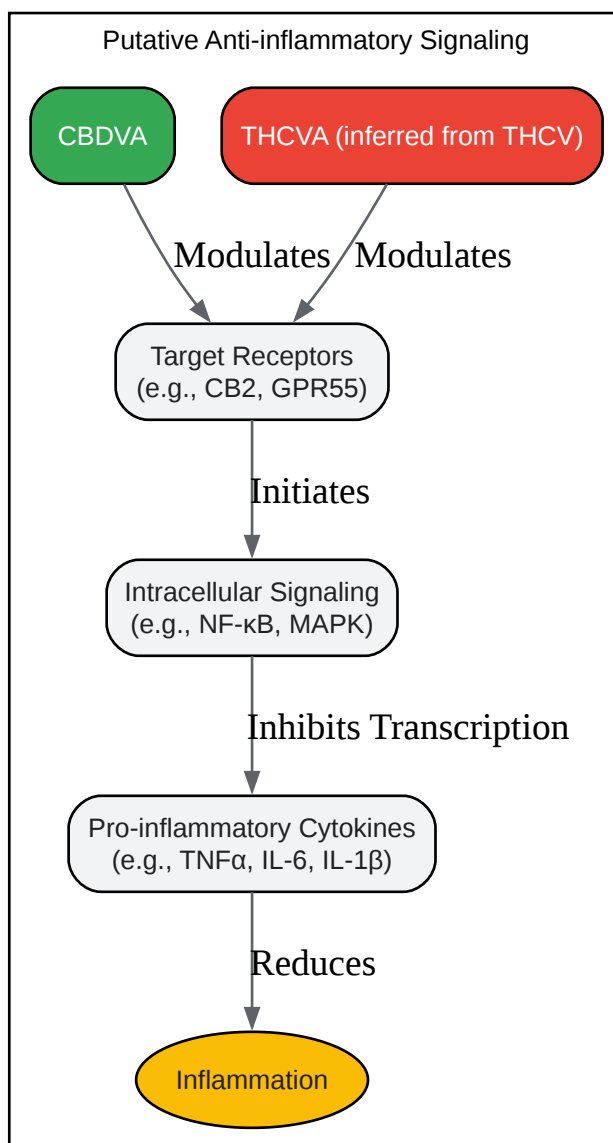 Putative Anti-inflammatory Signaling
CBDVA
THCVA (inferred from THCV)
Modulates
Modulates
Target Receptors
(e.g., CB2, GPR55)
Initiates
Intracellular Signaling
(e.g., NF-κB, MAPK)
Inhibits Transcription
Pro-inflammatory Cytokines
(e.g., TNFα, IL-6, IL-1β)
Reduces
Inflammation